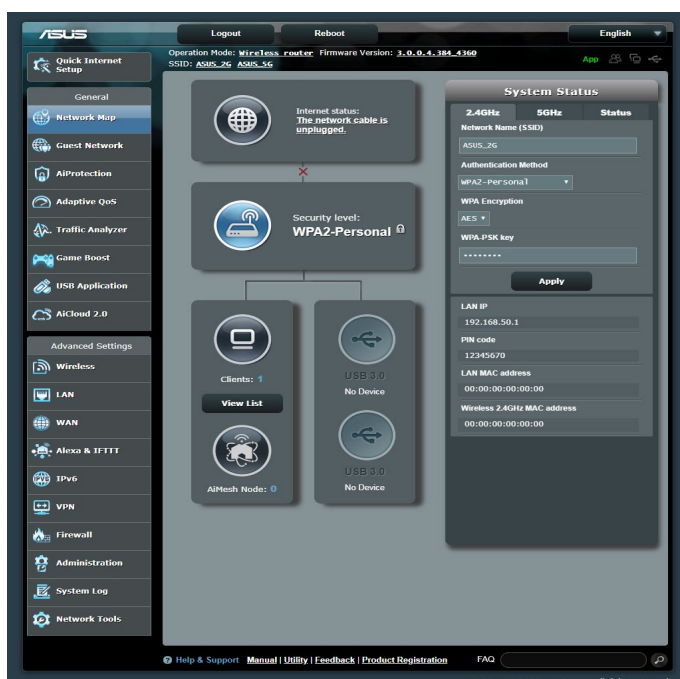 ASUS
Logout
Reboot
English
Quick Internet
Setup
General
Network Map
Guest Network
AiProtection
Adaptive QoS
Traffic Analyzer
Game Boost
USB Application
AiCloud 2.0
Advanced Settings
Wireless
LAN
WAN
Alexa & IFTTT
IPv6
VPN
Firewall
Administration
System Log
Network Tools
Operation Mode: Wireless router Firmware Version: 3.0.0.4.384_4360
SSID: ASUS_2G ASUS_5G
App
Internet status:
The network cable is
unplugged.
Security level:
WPA2-Personal
Clients: 1
View List
AiMesh Node: 0
USB 3.0
No Device
USB 3.0
No Device
System Status
2.4GHz 5GHz Status
Network Name (SSID)
ASUS_2G
Authentication Method
WPA2-Personal
WPA Encryption
AES
WPA-PSK key
Apply
LAN IP
192.168.50.1
PIN code
12345670
LAN MAC address
00:00:00:00:00:00
Wireless 2.4GHz MAC address
00:00:00:00:00:00
Help & Support Manual | Utility | Feedback | Product Registration FAQ